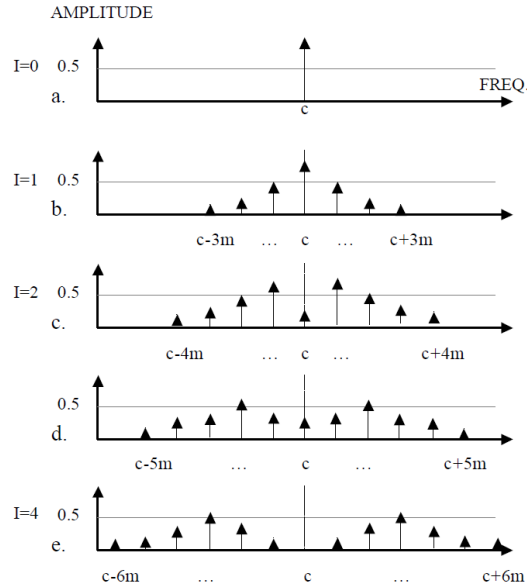 AMPLITUDE
I=0 0.5
FREQ.
a.
c
I=1 0.5
b.
c-3m ... c ... c+3m
I=2 0.5
c.
c-4m ... c ... c+4m
0.5
d.
c-5m ... c ... c+5m
I=4 0.5
e.
c-6m ... c ... c+6m